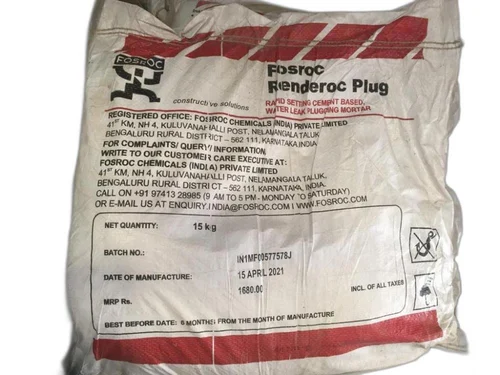 FOSROC
constructive solutions
Fosroc
Renderoc Plug
RAPID SETTING CEMENT BASED,
WATER LEAK PLUGGING MORTAR
REGISTERED OFFICE: FOSROC CHEMICALS (INDIA) PRIVATE LIMITED
41ST KM, NH 4, KULUVANAHALLI POST, NELAMANGALA TALUK
BENGALURU RURAL DISTRICT – 562 111, KARNATAKA INDIA
FOR COMPLAINTS/ QUERY/ INFORMATION
WRITE TO OUR CUSTOMER CARE EXECUTIVE AT:
FOSROC CHEMICALS (INDIA) PRIVATE LIMITED
41ST KM, NH 4, KULUVANAHALLI POST, NELAMANGALA TALUK,
BENGALURU RURAL DISTRICT – 562 111, KARNATAKA, INDIA,
CALL ON +91 97413 28985 (9 AM TO 5 PM - MONDAY TO SATURDAY)
OR E-MAIL US AT ENQUIRY.INDIA@FOSROC.COM I WWW.FOSROC.COM
NET QUANTITY: 15 kg
BATCH NO.: IN1MF00577578J
DATE OF MANUFACTURE: 15 APRIL 2021
MRP Rs. 1680.00 INCL. OF ALL TAXES
BEST BEFORE DATE: 6 MONTHS FROM THE MONTH OF MANUFACTURE